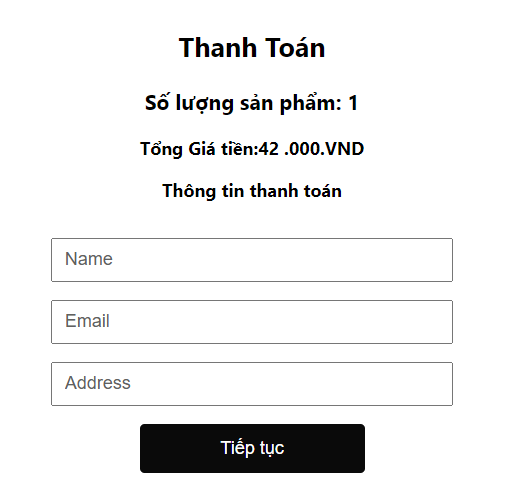 Thanh Toán
Số lượng sản phẩm: 1
Tổng Giá tiền:42 .000.VND
Thông tin thanh toán
Name
Email
Address
Tiếp tục